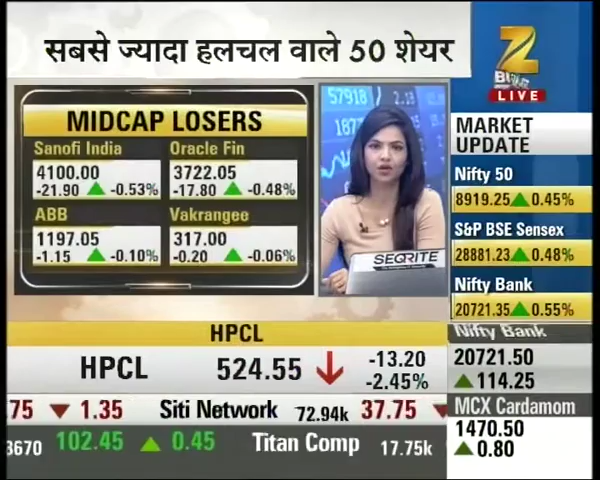 सबसे ज्यादा हलचल वाले 50 शेयर
Z
LIVE
MIDCAP LOSERS
Sanofi India
4100.00
-21.90 -0.53%
Oracle Fin
3722.05
-17.80 -0.48%
ABB
1197.05
-1.15 -0.10%
Vakrangee
317.00
-0.20 -0.06%
57918
SEQRITE
MARKET
UPDATE
Nifty 50
8919.25 0.45%
S&P BSE Sensex
28881.23 0.48%
Nifty Bank
20721.35 0.55%
Nifty Bank
20721.50
114.25
MCX Cardamom
1470.50
0.80
HPCL
HPCL 524.55 -13.20
-2.45%
.75 1.35 Siti Network 72.94k 37.75
3670 102.45 0.45 Titan Comp 17.75k